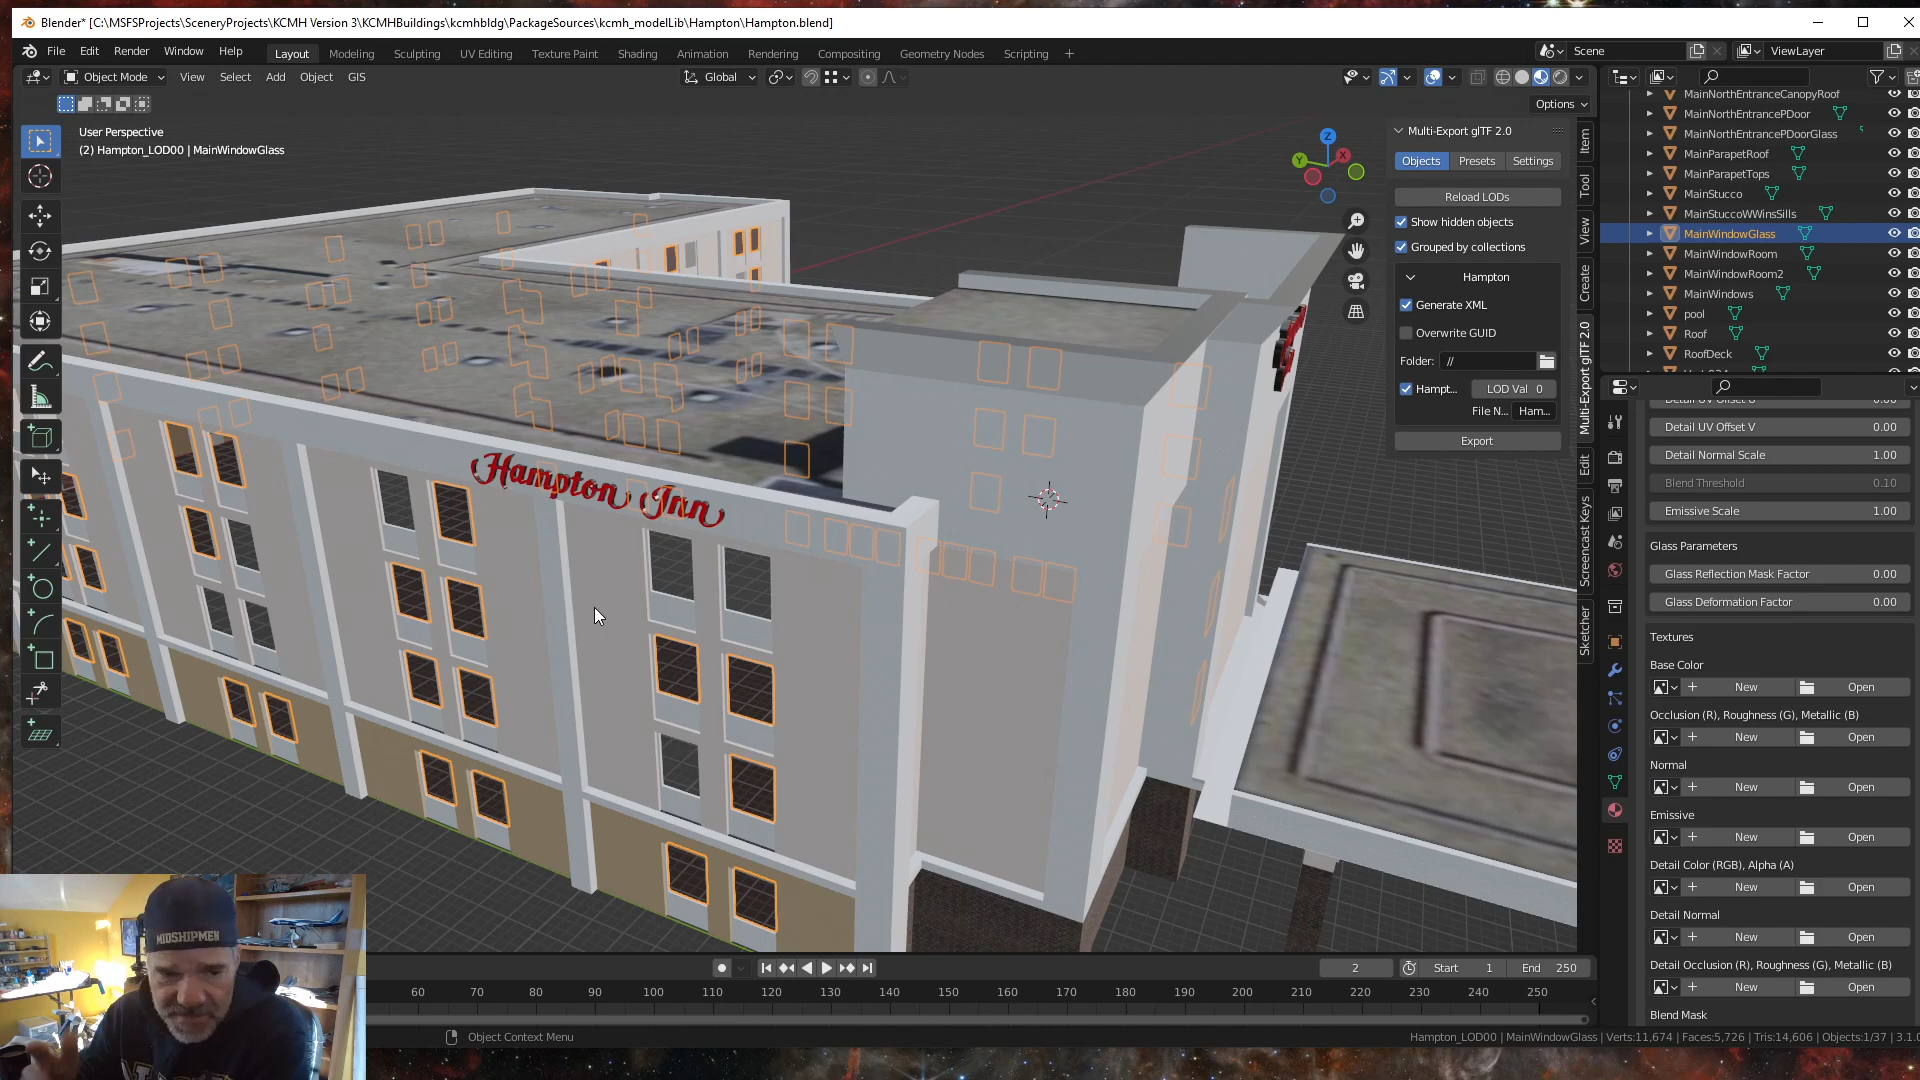 Blender* [C:\MSFSProjects\SceneryProjects\KCMH Version 3\KCMHBuildings\kcmhbldg\PackageSources\kcmh_modelLib\Hampton\Hampton.blend]
File Edit Render Window Help Layout Modeling Sculpting UV Editing Texture Paint Shading Animation Rendering Compositing Geometry Nodes Scripting + Scene ViewLayer
Object Mode View Select Add Object GIS Global
Options
User Perspective
(2) Hampton_LOD00 | MainWindowGlass
Z
Y
X
Multi-Export glTF 2.0
Objects Presets Settings
Reload LODs
Show hidden objects
Grouped by collections
Hampton
Generate XML
Overwrite GUID
Folder: //
Hampt... LOD Val 0
File N... Ham...
Export
Item
Tool
View
Create
Multi-Export glTF 2.0
Edit
Screencast Keys
Sketcher
MainNorthEntranceCanopyRoof
MainNorthEntrancePDoor
MainNorthEntrancePDoorGlass
MainParapetRoof
MainParapetTops
MainStucco
MainStuccoWWinsSills
MainWindowGlass
MainWindowRoom
MainWindowRoom2
MainWindows
pool
Roof
RoofDeck
Detail UV Offset V 0.00
Detail Normal Scale 1.00
Blend Threshold 0.10
Emissive Scale 1.00
Glass Parameters
Glass Reflection Mask Factor 0.00
Glass Deformation Factor 0.00
Textures
Base Color
New Open
Occlusion (R), Roughness (G), Metallic (B)
New Open
Normal
New Open
Emissive
New Open
Detail Color (RGB), Alpha (A)
New Open
Detail Normal
New Open
Detail Occlusion (R), Roughness (G), Metallic (B)
New Open
Blend Mask
Hampton Inn
MIDSHIPMEN
2 Start 1 End 250
60 70 80 90 100 110 120 130 140 150 160 170 180 190 200 210 220 230 240 250
Object Context Menu
Hampton_LOD00 | MainWindowGlass | Verts:11,674 | Faces:5,726 | Tris:14,606 | Objects:1/37 | 3.1.0